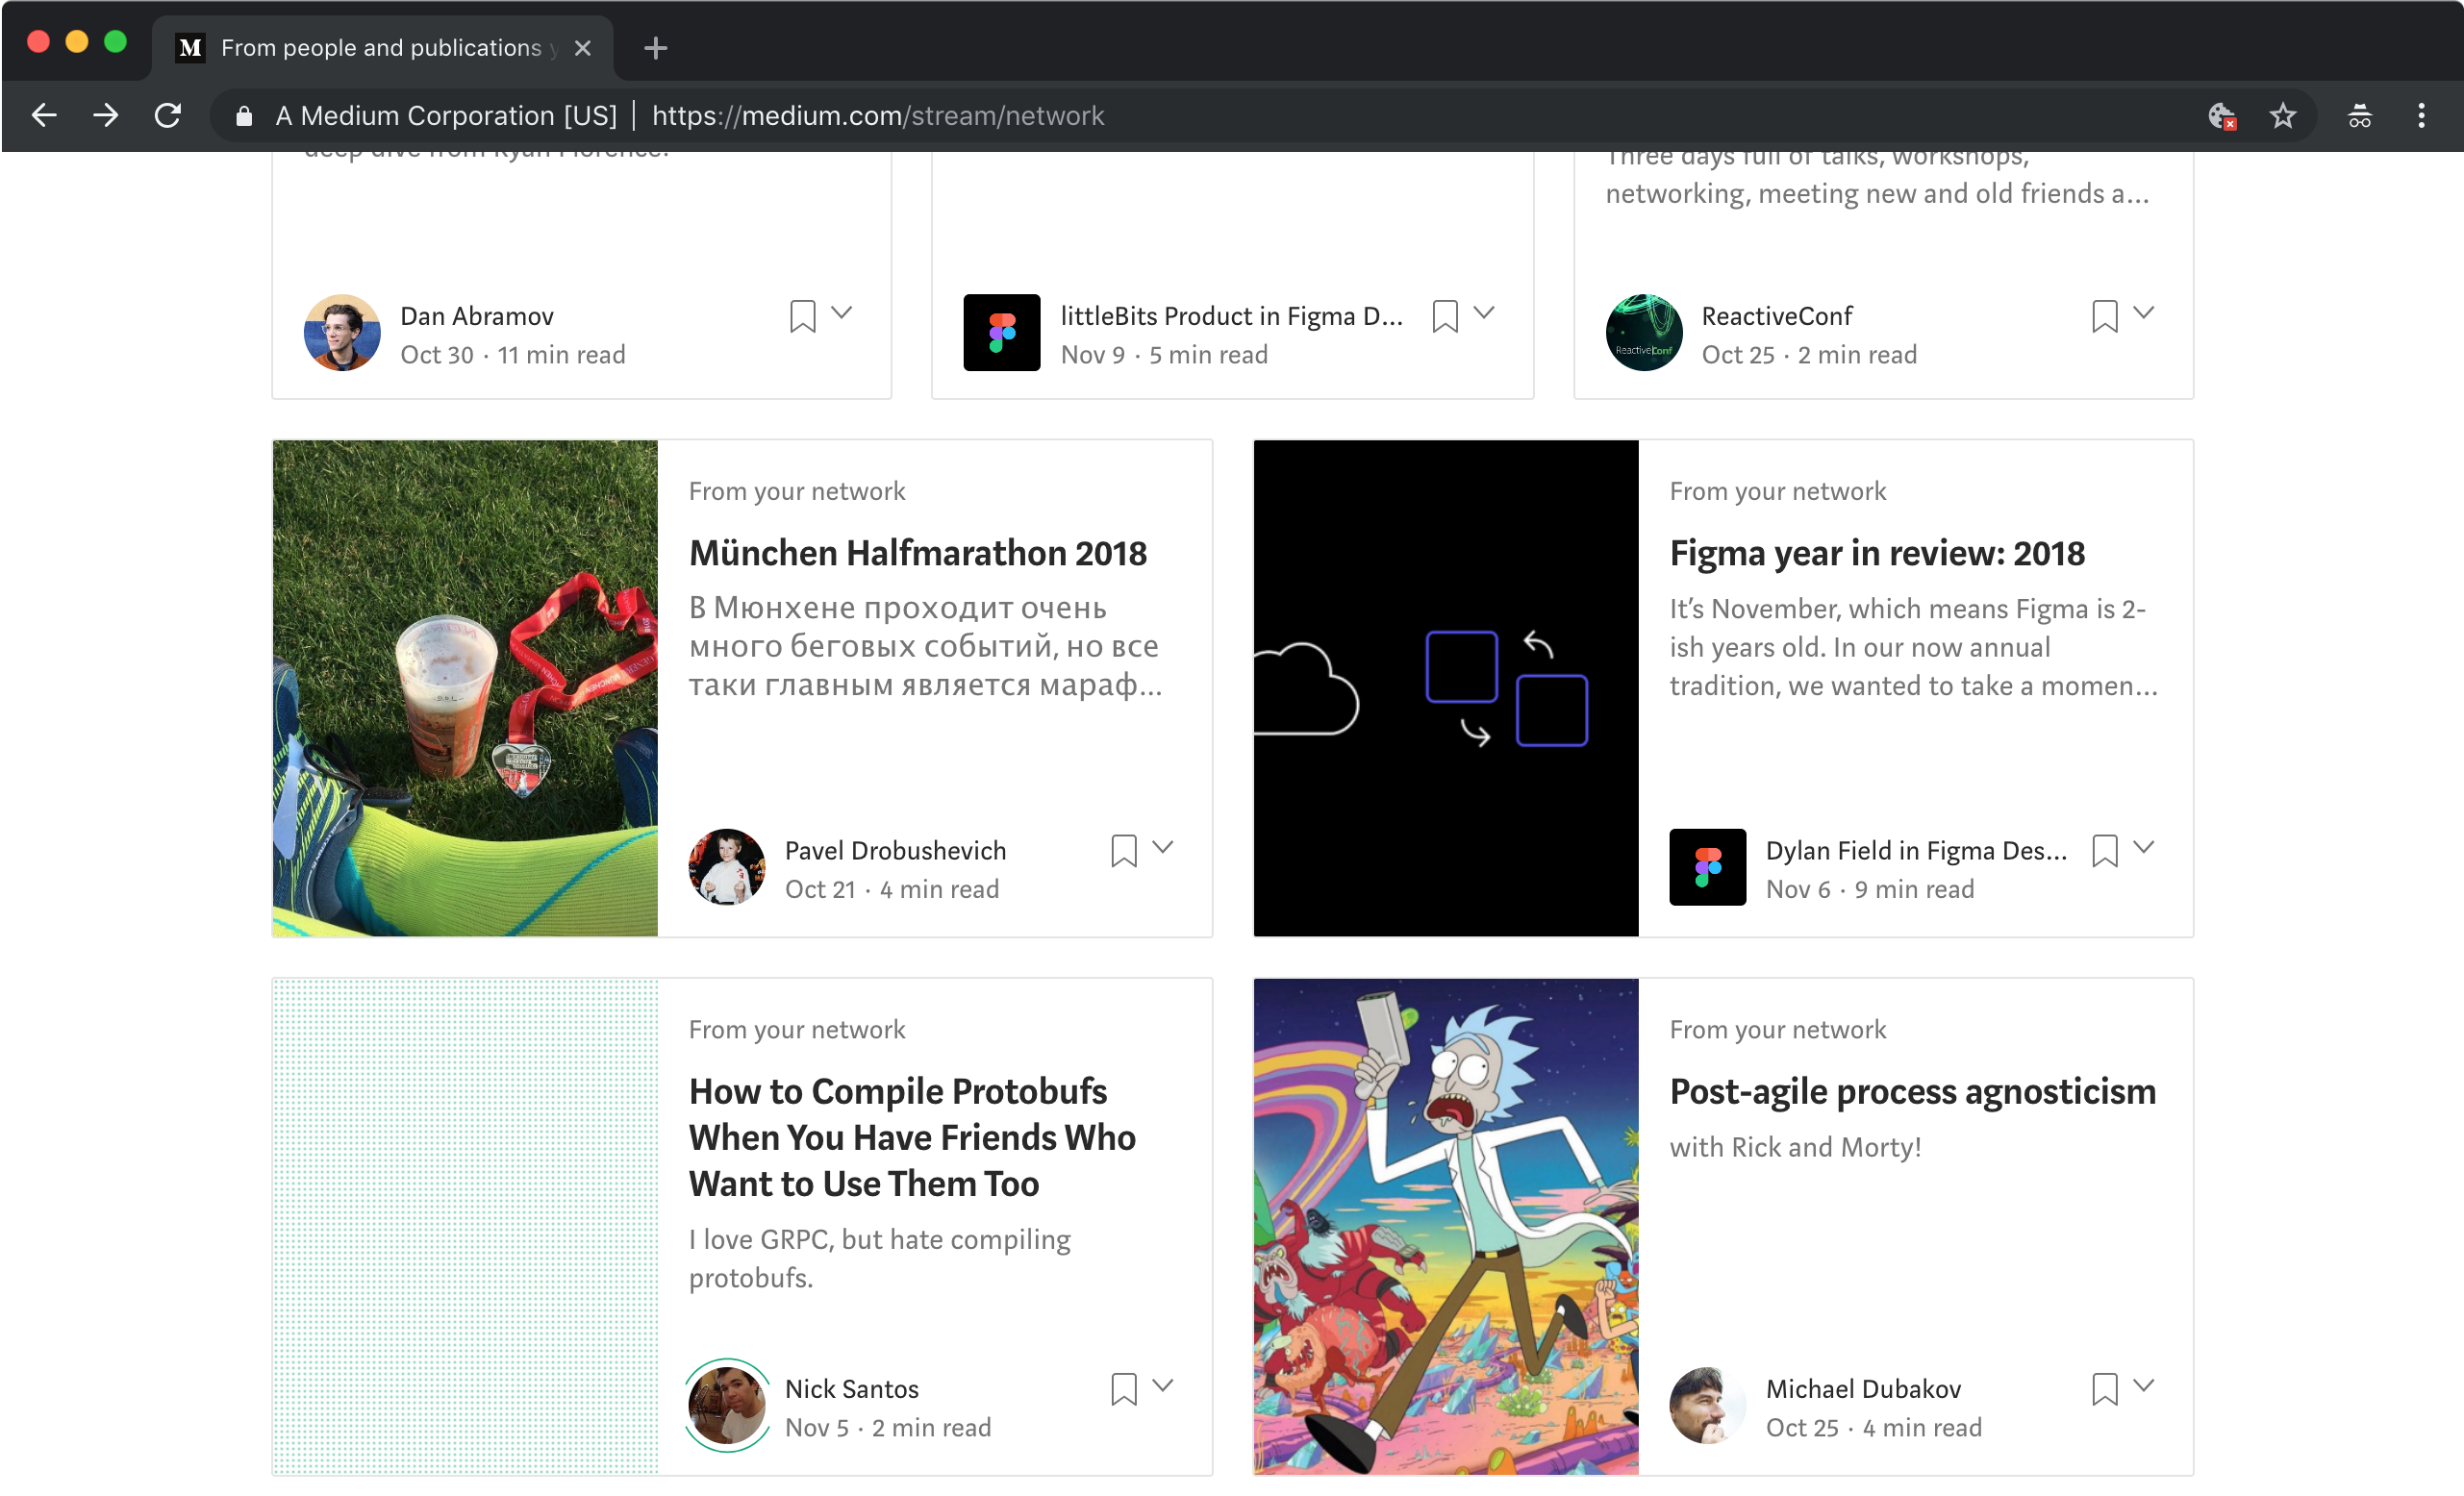 From people and publications y
A Medium Corporation [US] | https://medium.com/stream/network
deep dive from Ryan Florence.
Three days full of talks, workshops,
networking, meeting new and old friends a...
Dan Abramov
Oct 30 · 11 min read
littleBits Product in Figma D...
Nov 9 · 5 min read
ReactiveConf
ReactiveConf
Oct 25 · 2 min read
From your network
München Halfmarathon 2018
В Мюнхене проходит очень
много беговых событий, но все
таки главным является мараф...
Pavel Drobushevich
Oct 21 · 4 min read
From your network
Figma year in review: 2018
It’s November, which means Figma is 2-
ish years old. In our now annual
tradition, we wanted to take a momen...
Dylan Field in Figma Des...
Nov 6 · 9 min read
From your network
How to Compile Protobufs
When You Have Friends Who
Want to Use Them Too
I love GRPC, but hate compiling
protobufs.
Nick Santos
Nov 5 · 2 min read
From your network
Post-agile process agnosticism
with Rick and Morty!
Michael Dubakov
Oct 25 · 4 min read